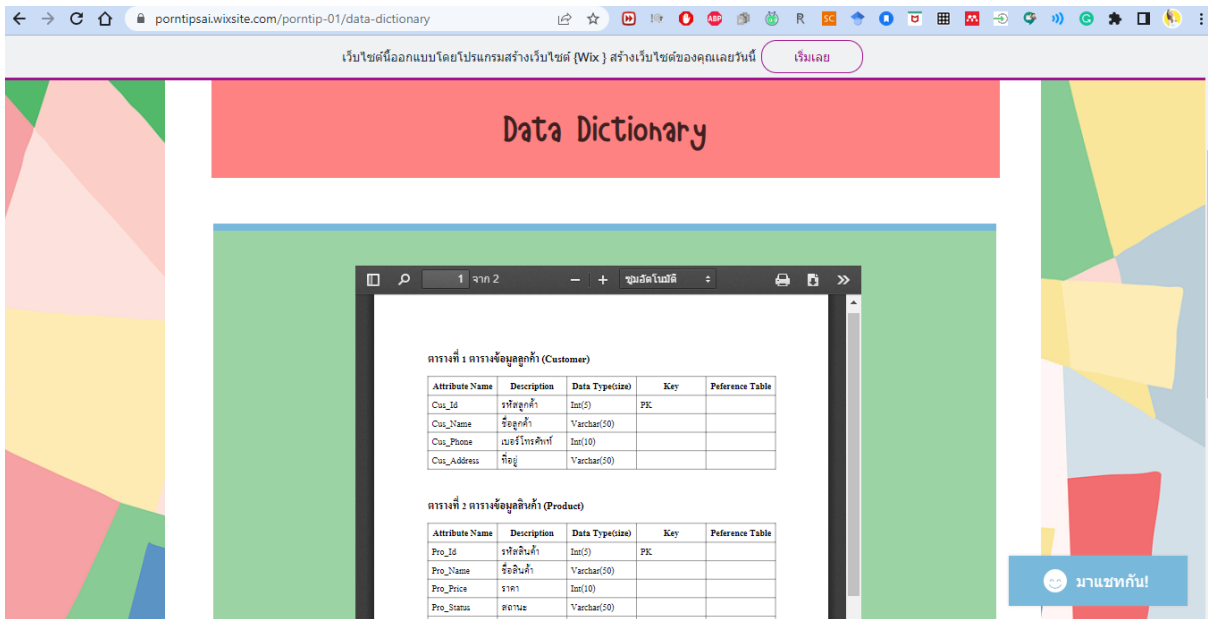 porntipsai.wixsite.com/porntip-01/data-dictionary
เว็บไซต์นี้ออกแบบโดยโปรแกรมสร้างเว็บไซต์ {Wix } สร้างเว็บไซต์ของคุณเลยวันนี้ เริ่มเลย
Data Dictionary
1 จาก 2 ซูมอัตโนมัติ
ตารางที่ 1 ตารางข้อมูลลูกค้า (Customer)
Attribute Name Description Data Type(size) Key Peference Table
Cus_Id รหัสลูกค้า Int(5) PK
Cus_Name ชื่อลูกค้า Varchar(50)
Cus_Phone เบอร์โทรศัพท์ Int(10)
Cus_Address ที่อยู่ Varchar(50)
ตารางที่ 2 ตารางข้อมูลสินค้า (Product)
Attribute Name Description Data Type(size) Key Peference Table
Pro_Id รหัสสินค้า Int(5) PK
Pro_Name ชื่อสินค้า Varchar(50)
Pro_Price ราคา Int(10)
Pro_Status สถานะ Varchar(50)
มาแชทกัน!